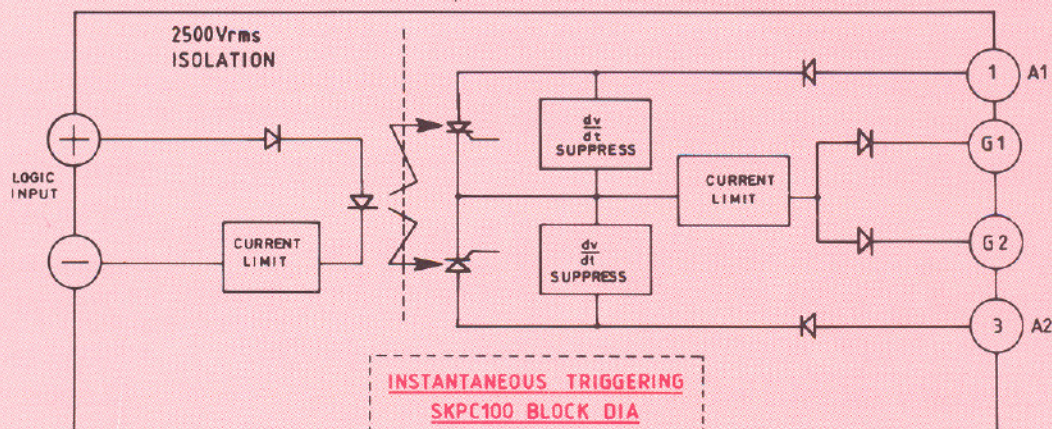 2500Vrms
ISOLATION
1
A1
+
dv
dt
SUPPRESS
G1
LOGIC
INPUT
CURRENT
LIMIT
CURRENT
LIMIT
dv
dt
SUPPRESS
G2
−
3
A2
INSTANTANEOUS TRIGGERING
SKPC100 BLOCK DIA